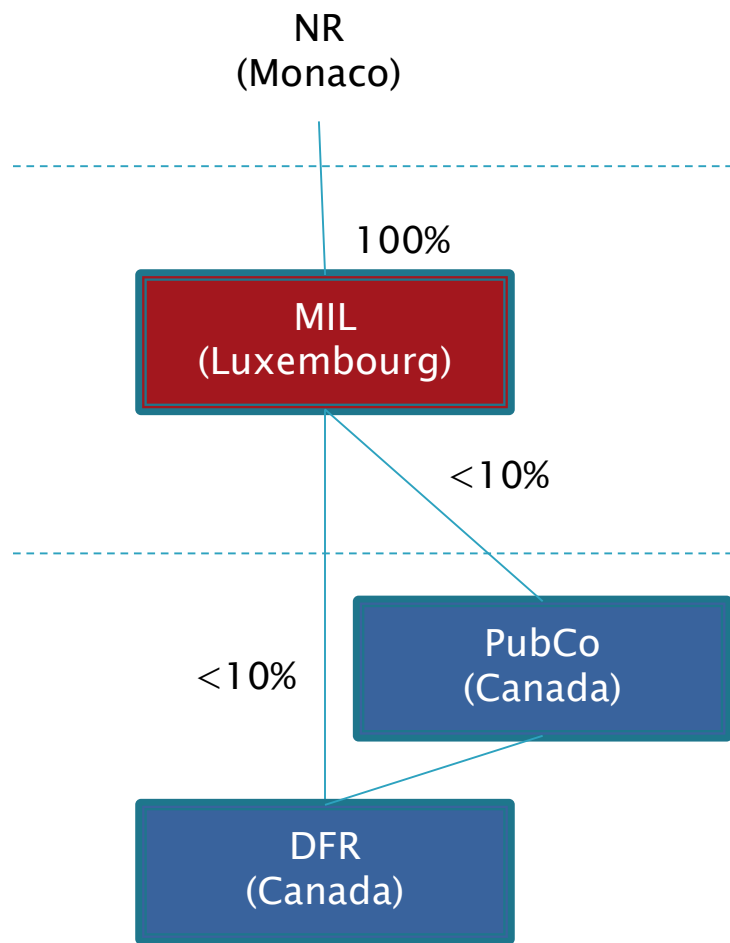 NR
(Monaco)
100%
MIL
(Luxembourg)
<10%
PubCo
(Canada)
<10%
DFR
(Canada)